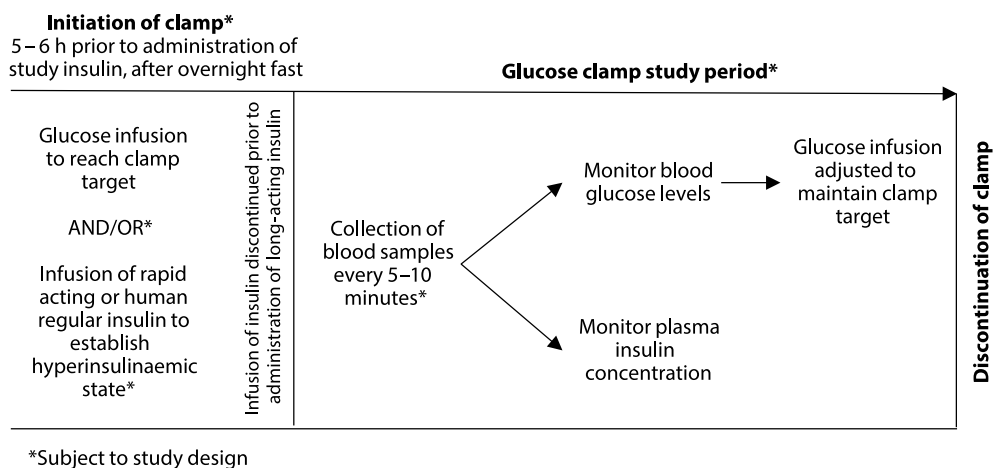 Initiation of clamp*
5–6 h prior to administration of
study insulin, after overnight fast
Glucose clamp study period*
Glucose infusion
to reach clamp
target
AND/OR*
Infusion of rapid
acting or human
regular insulin to
establish
hyperinsulinaemic
state*
Infusion of insulin discontinued prior to
administration of long-acting insulin
Collection of
blood samples
every 5–10
minutes*
Monitor blood
glucose levels
Glucose infusion
adjusted to
maintain clamp
target
Monitor plasma
insulin
concentration
Discontinuation of clamp
*Subject to study design